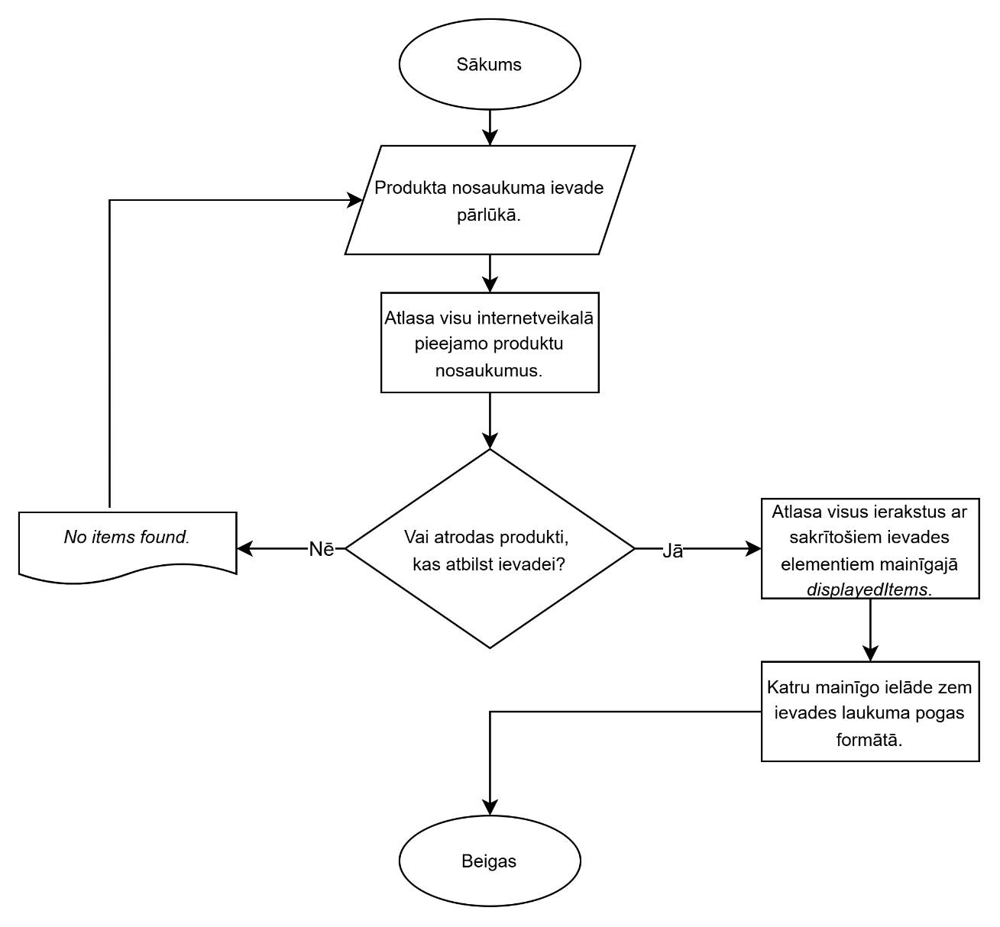 Sākums
Produkta nosaukuma ievade
pārlūkā.
Atlasa visu internetveikalā
pieejamo produktu
nosaukumus.
Vai atrodas produkti,
kas atbilst ievadei?
Nē
No items found.
Jā
Atlasa visus ierakstus ar
sakrītošiem ievades
elementiem mainīgajā
displayedItems.
Katru mainīgo ielāde zem
ievades laukuma pogas
formātā.
Beigas